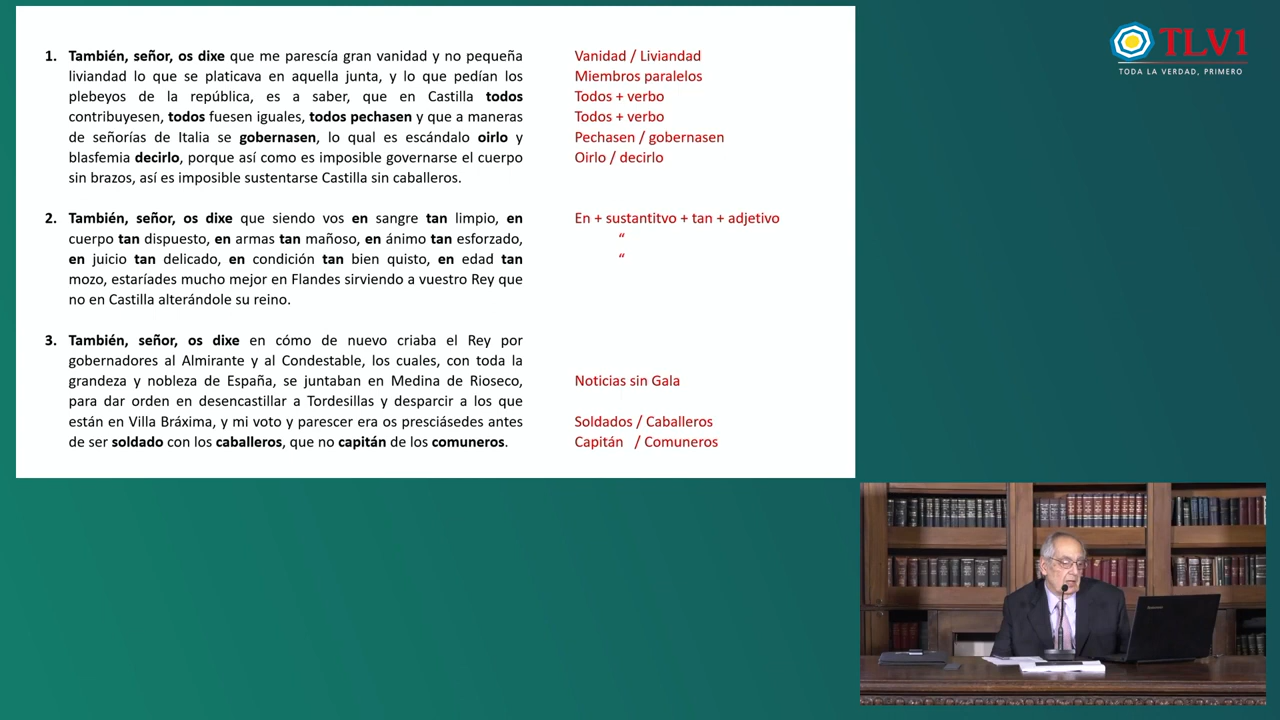 TLV1
TODA LA VERDAD, PRIMERO
1. También, señor, os dixe que me parescía gran vanidad y no pequeña
liviandad lo que se platicava en aquella junta, y lo que pedían los
plebeyos de la república, es a saber, que en Castilla todos
contribuyesen, todos fuesen iguales, todos pechasen y que a maneras
de señorías de Italia se gobernasen, lo qual es escándalo oirlo y
blasfemia decirlo, porque así como es imposible governarse el cuerpo
sin brazos, así es imposible sustentarse Castilla sin caballeros.
Vanidad / Liviandad
Miembros paralelos
Todos + verbo
Todos + verbo
Pechasen / gobernasen
Oirlo / decirlo
2. También, señor, os dixe que siendo vos en sangre tan limpio, en
cuerpo tan dispuesto, en armas tan mañoso, en ánimo tan esforzado,
en juicio tan delicado, en condición tan bien quisto, en edad tan
mozo, estaríades mucho mejor en Flandes sirviendo a vuestro Rey que
no en Castilla alterándole su reino.
En + sustantitvo + tan + adjetivo
“
“
3. También, señor, os dixe en cómo de nuevo criaba el Rey por
gobernadores al Almirante y al Condestable, los cuales, con toda la
grandeza y nobleza de España, se juntaban en Medina de Rioseco,
para dar orden en desencastillar a Tordesillas y desparcir a los que
están en Villa Bráxima, y mi voto y parescer era os presciásedes antes
de ser soldado con los caballeros, que no capitán de los comuneros.
Noticias sin Gala
Soldados / Caballeros
Capitán / Comuneros